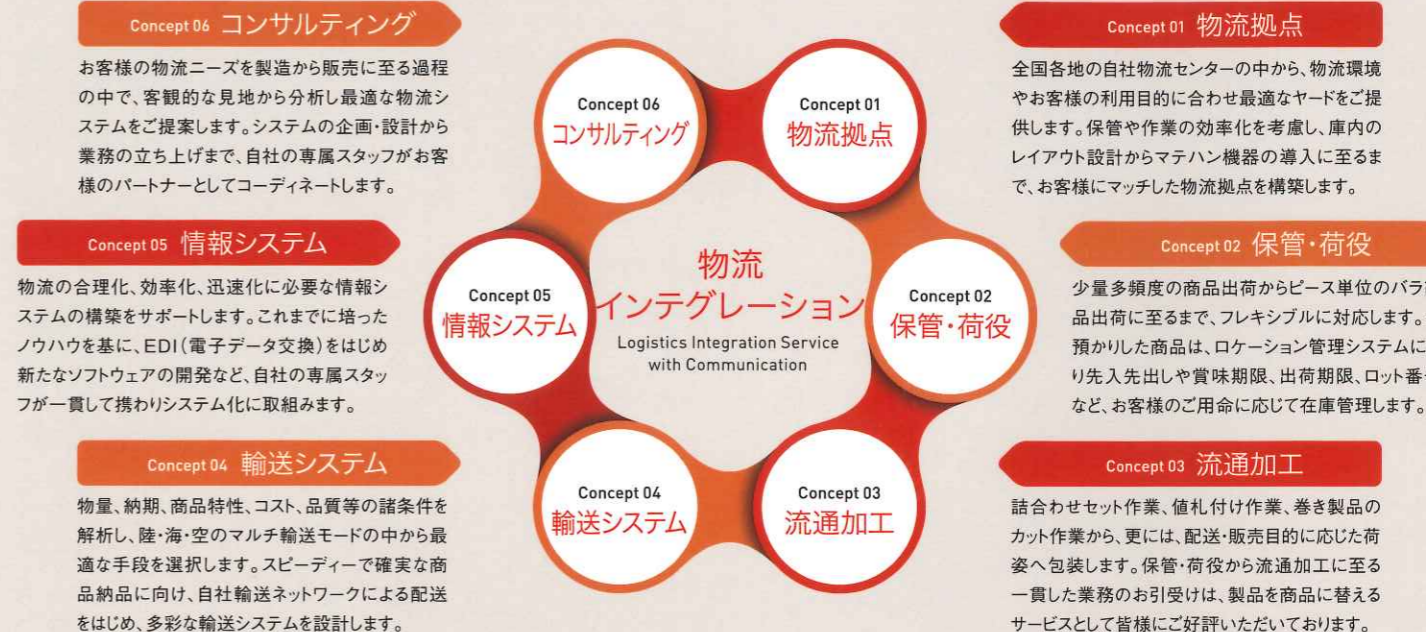 Concept 06 コンサルティング
お客様の物流ニーズを製造から販売に至る過程
の中で、客観的な見地から分析し最適な物流シ
ステムをご提案します。システムの企画・設計から
業務の立ち上げまで、自社の専属スタッフがお客
様のパートナーとしてコーディネートします。
Concept 05 情報システム
物流の合理化、効率化、迅速化に必要な情報シ
ステムの構築をサポートします。これまでに培った
ノウハウを基に、EDI（電子データ交換）をはじめ
新たなソフトウェアの開発など、自社の専属スタッ
フが一貫して携わりシステム化に取組みます。
Concept 04 輸送システム
物量、納期、商品特性、コスト、品質等の諸条件を
解析し、陸・海・空のマルチ輸送モードの中から最
適な手段を選択します。スピーディーで確実な商
品納品に向け、自社輸送ネットワークによる配送
をはじめ、多彩な輸送システムを設計します。
Concept 06
コンサルティング
Concept 01
物流拠点
Concept 05
情報システム
物流
インテグレーション
Logistics Integration Service
with Communication
Concept 02
保管・荷役
Concept 04
輸送システム
Concept 03
流通加工
Concept 01 物流拠点
全国各地の自社物流センターの中から、物流環境
やお客様の利用目的に合わせ最適なヤードをご提
供します。保管や作業の効率化を考慮し、庫内の
レイアウト設計からマテハン機器の導入に至るま
で、お客様にマッチした物流拠点を構築します。
Concept 02 保管・荷役
少量多頻度の商品出荷からピース単位のバラ
品出荷に至るまで、フレキシブルに対応します。
預かりした商品は、ロケーション管理システムに
り先入先出しや賞味期限、出荷期限、ロット番
など、お客様のご用命に応じて在庫管理します。
Concept 03 流通加工
詰合わせセット作業、値札付け作業、巻き製品の
カット作業から、更には、配送・販売目的に応じた荷
姿へ包装します。保管・荷役から流通加工に至る
一貫した業務のお引受けは、製品を商品に替える
サービスとして皆様にご好評いただいております。